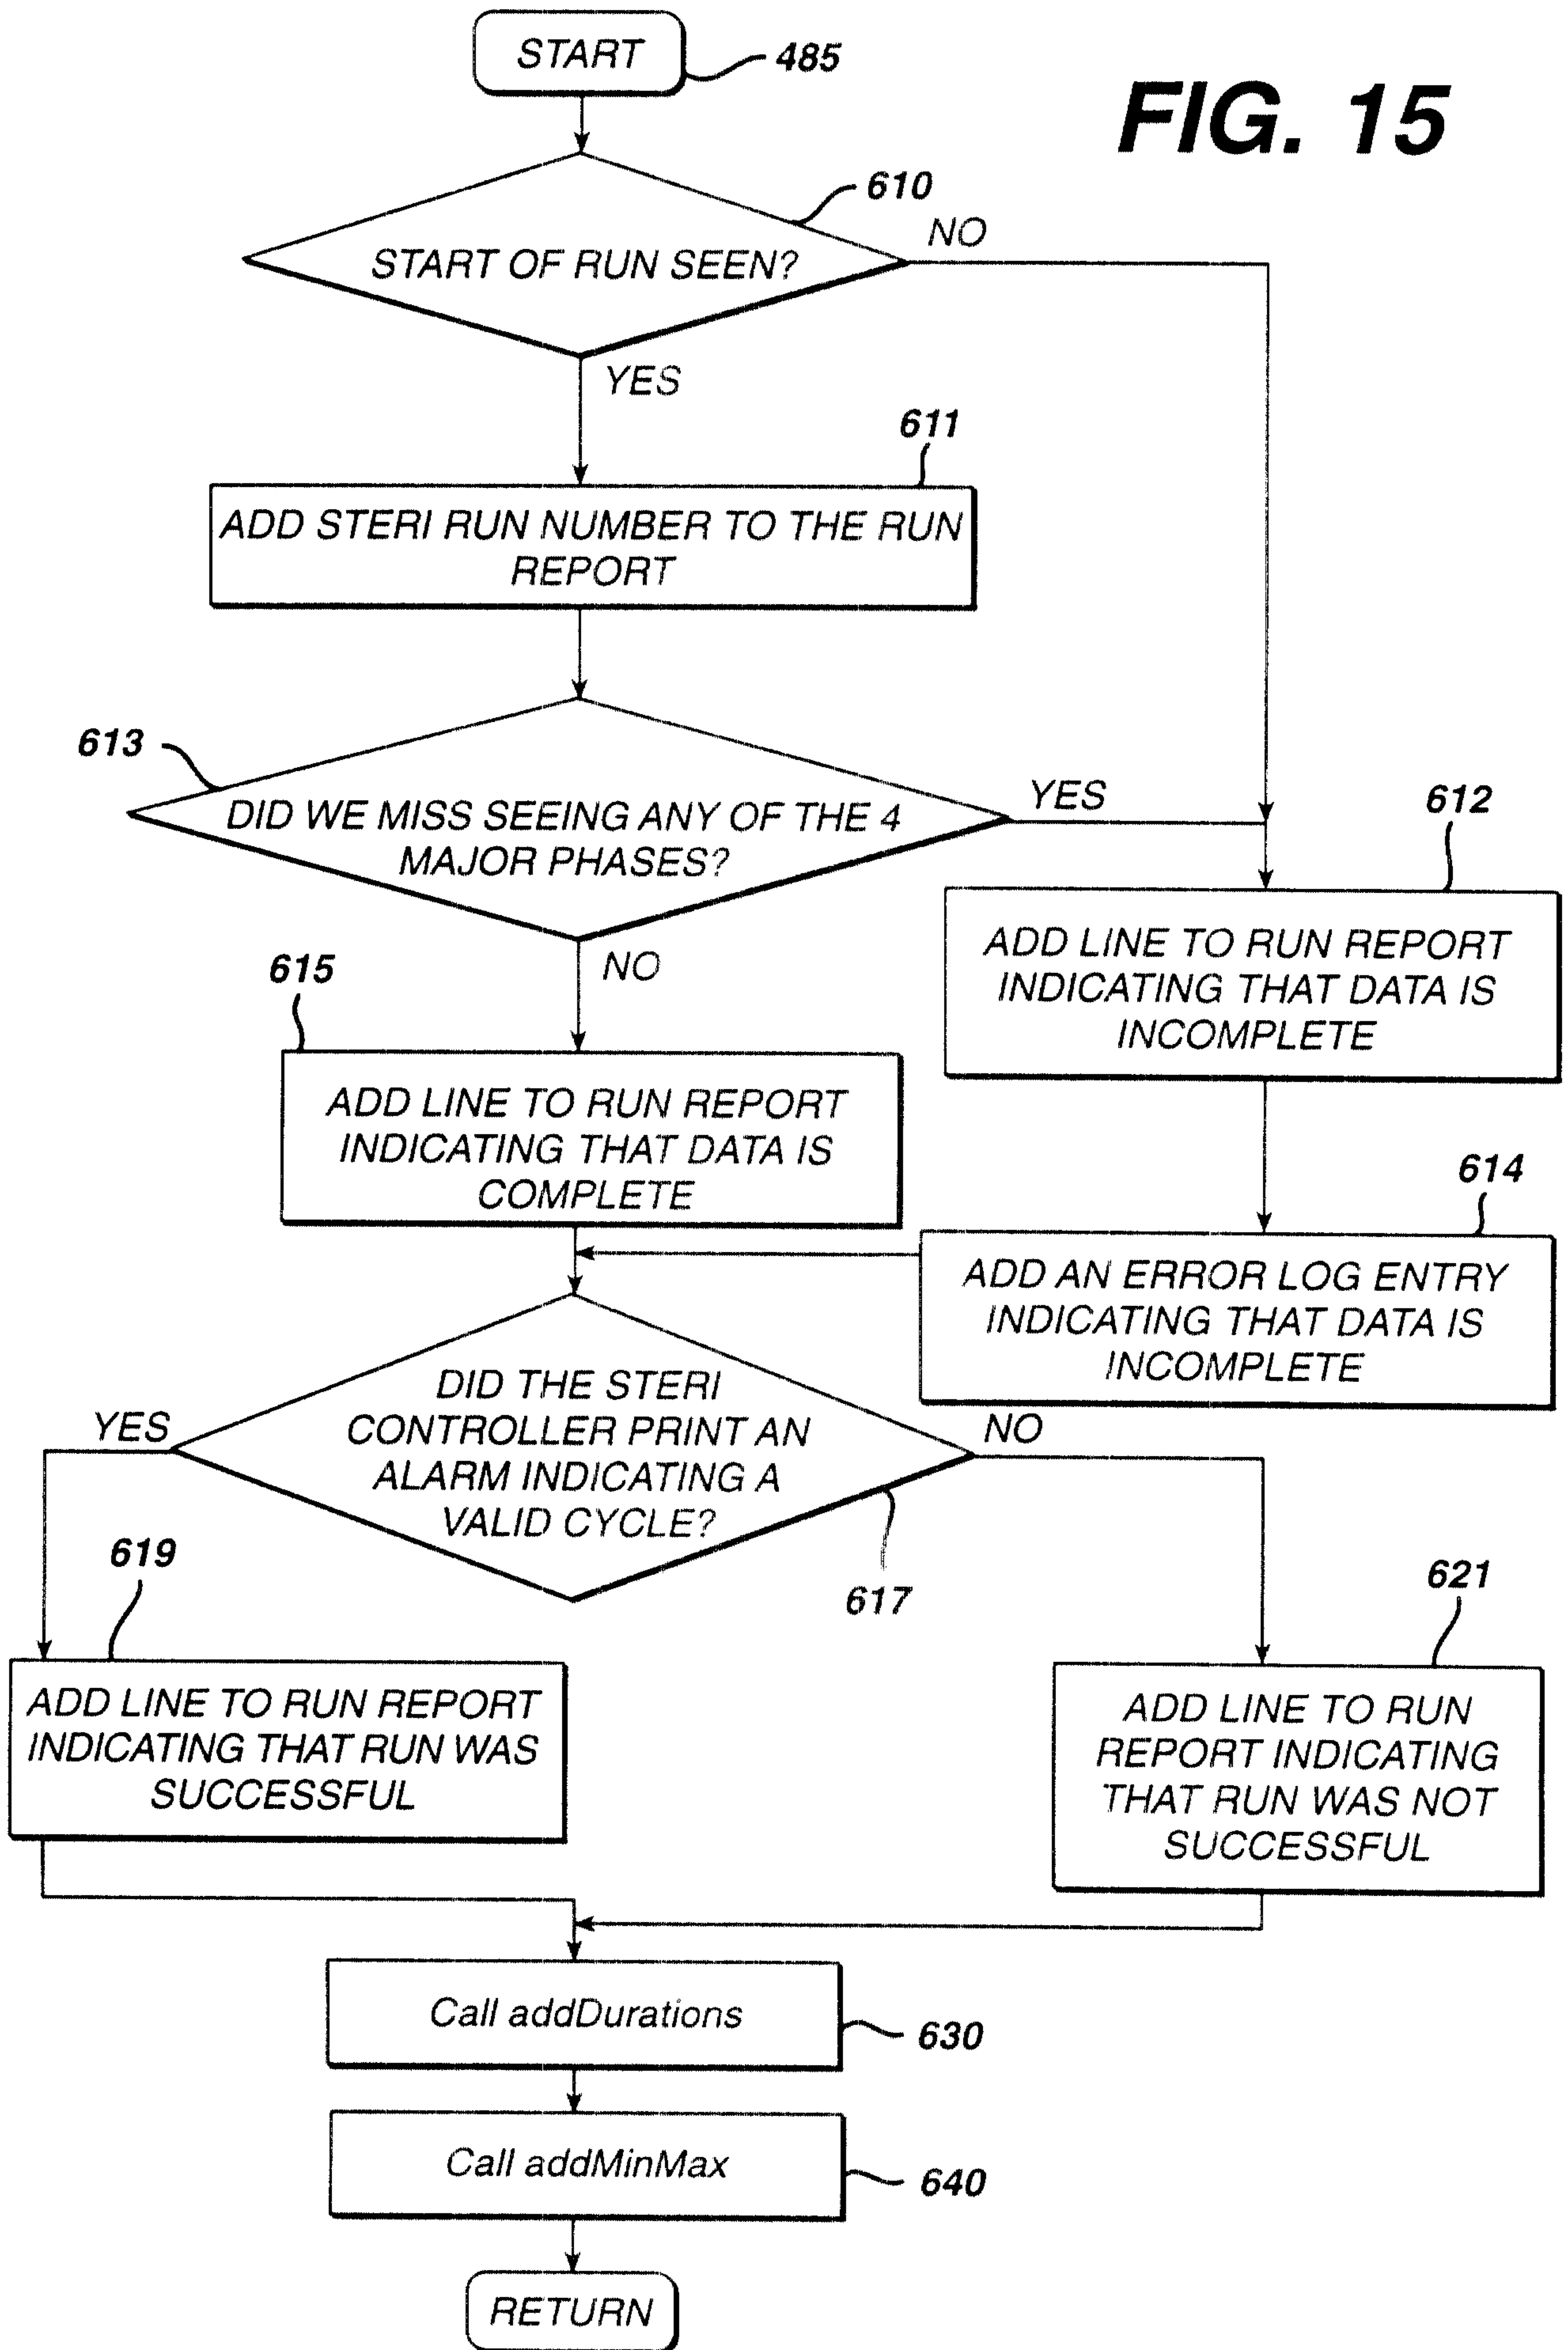 START
485
FIG. 15
610
NO
START OF RUN SEEN?
YES
611
ADD STERI RUN NUMBER TO THE RUN
REPORT
613
DID WE MISS SEEING ANY OF THE 4
MAJOR PHASES?
YES
612
NO
ADD LINE TO RUN REPORT
INDICATING THAT DATA IS
INCOMPLETE
615
ADD LINE TO RUN REPORT
INDICATING THAT DATA IS
COMPLETE
614
ADD AN ERROR LOG ENTRY
INDICATING THAT DATA IS
INCOMPLETE
DID THE STERI
CONTROLLER PRINT AN
ALARM INDICATING A
VALID CYCLE?
YES
NO
617
619
ADD LINE TO RUN REPORT
INDICATING THAT RUN WAS
SUCCESSFUL
621
ADD LINE TO RUN
REPORT INDICATING
THAT RUN WAS NOT
SUCCESSFUL
Call addDurations
630
Call addMinMax
640
RETURN